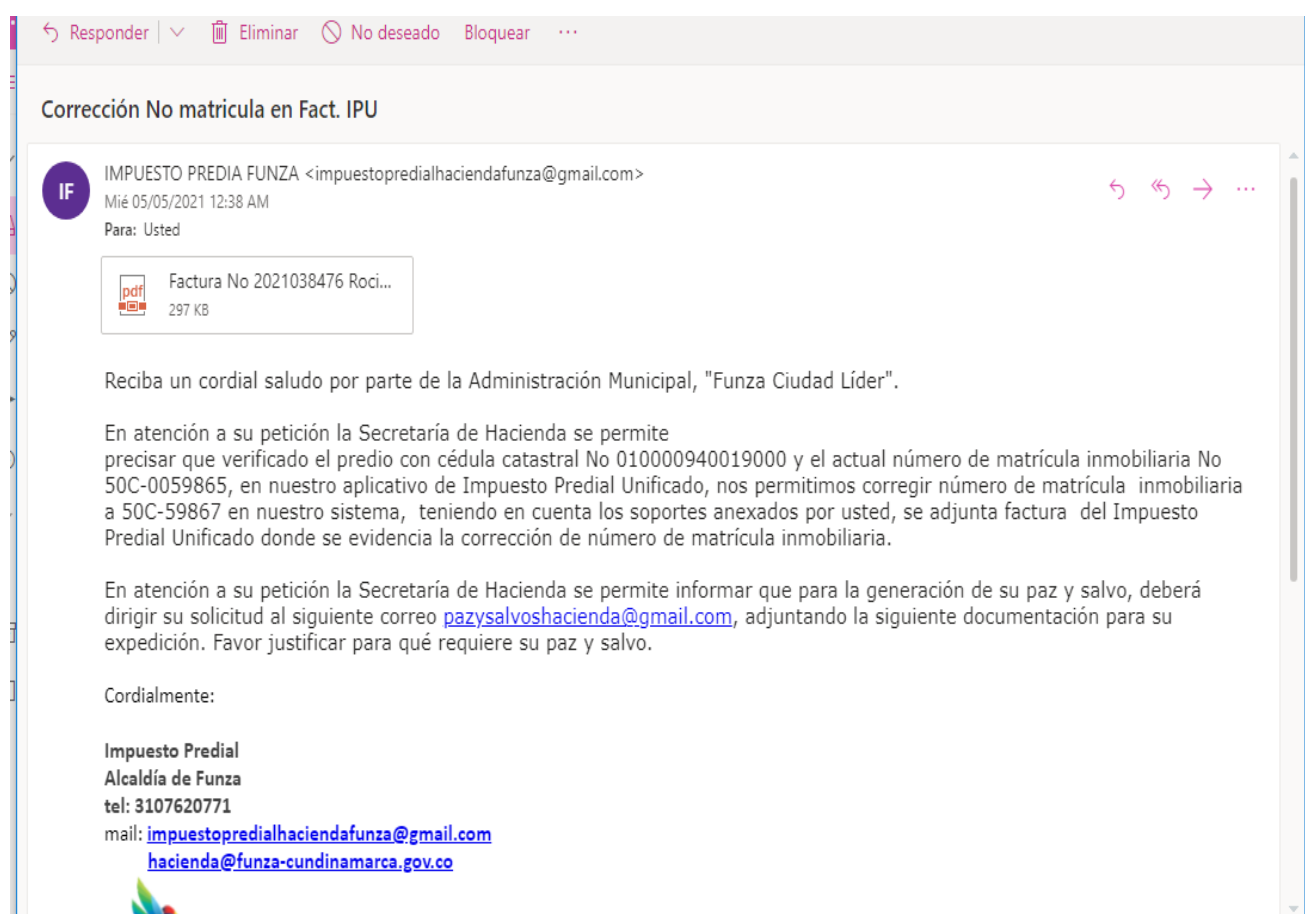 Responder Eliminar No deseado Bloquear ...
Corrección No matricula en Fact. IPU
IF
IMPUESTO PREDIA FUNZA <impuestopredialhaciendafunza@gmail.com>
Mié 05/05/2021 12:38 AM
Para: Usted
pdf
Factura No 2021038476 Roci...
297 KB
Reciba un cordial saludo por parte de la Administración Municipal, "Funza Ciudad Líder".
En atención a su petición la Secretaría de Hacienda se permite
precisar que verificado el predio con cédula catastral No 010000940019000 y el actual número de matrícula inmobiliaria No
50C-0059865, en nuestro aplicativo de Impuesto Predial Unificado, nos permitimos corregir número de matrícula inmobiliaria
a 50C-59867 en nuestro sistema, teniendo en cuenta los soportes anexados por usted, se adjunta factura del Impuesto
Predial Unificado donde se evidencia la corrección de número de matrícula inmobiliaria.
En atención a su petición la Secretaría de Hacienda se permite informar que para la generación de su paz y salvo, deberá
dirigir su solicitud al siguiente correo pazysalvoshacienda@gmail.com, adjuntando la siguiente documentación para su
expedición. Favor justificar para qué requiere su paz y salvo.
Cordialmente:
Impuesto Predial
Alcaldía de Funza
tel: 3107620771
mail: impuestopredialhaciendafunza@gmail.com
hacienda@funza-cundinamarca.gov.co